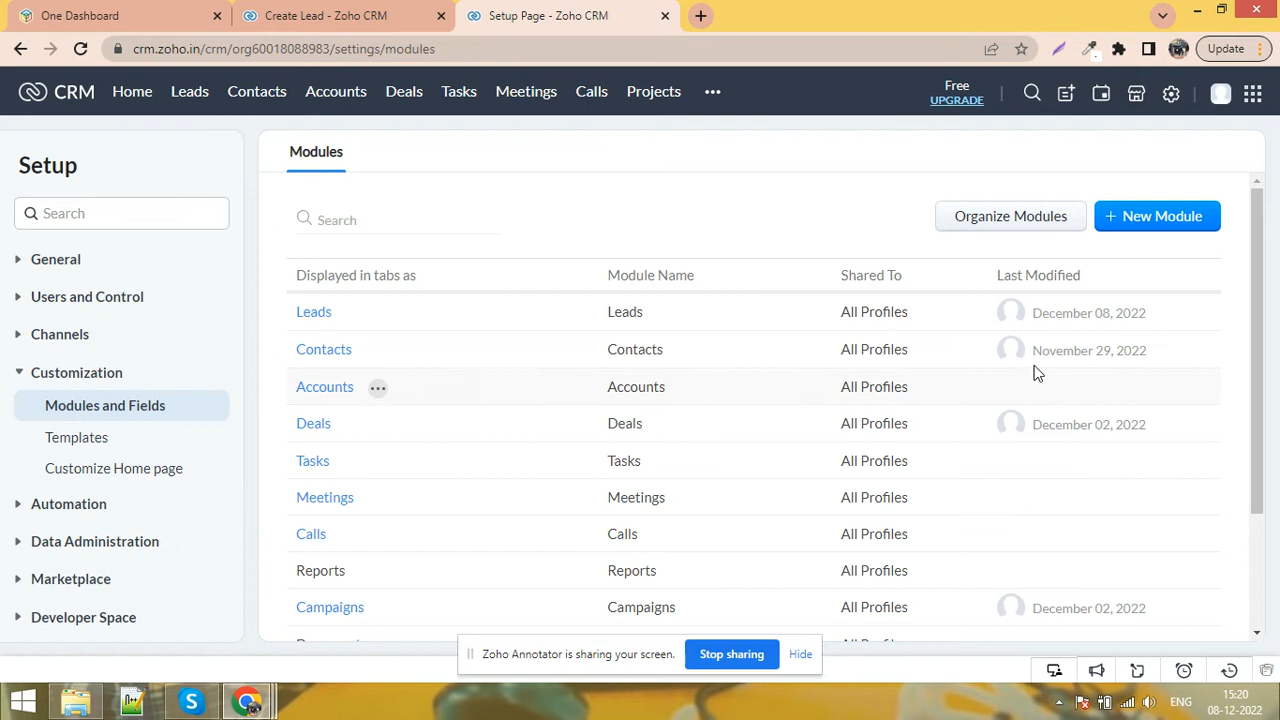 One Dashboard
Create Lead - Zoho CRM
Setup Page - Zoho CRM
crm.zoho.in/crm/org60018088983/settings/modules
Update
CRM Home Leads Contacts Accounts Deals Tasks Meetings Calls Projects
Free
UPGRADE
Setup
Search
General
Users and Control
Channels
Customization
Modules and Fields
Templates
Customize Home page
Automation
Data Administration
Marketplace
Developer Space
Modules
Search
Organize Modules
+ New Module
Displayed in tabs as Module Name Shared To Last Modified
Leads Leads All Profiles December 08, 2022
Contacts Contacts All Profiles November 29, 2022
Accounts Accounts All Profiles
Deals Deals All Profiles December 02, 2022
Tasks Tasks All Profiles
Meetings Meetings All Profiles
Calls Calls All Profiles
Reports Reports All Profiles
Campaigns Campaigns All Profiles December 02, 2022
Zoho Annotator is sharing your screen. Stop sharing Hide
ENG
15:20
08-12-2022